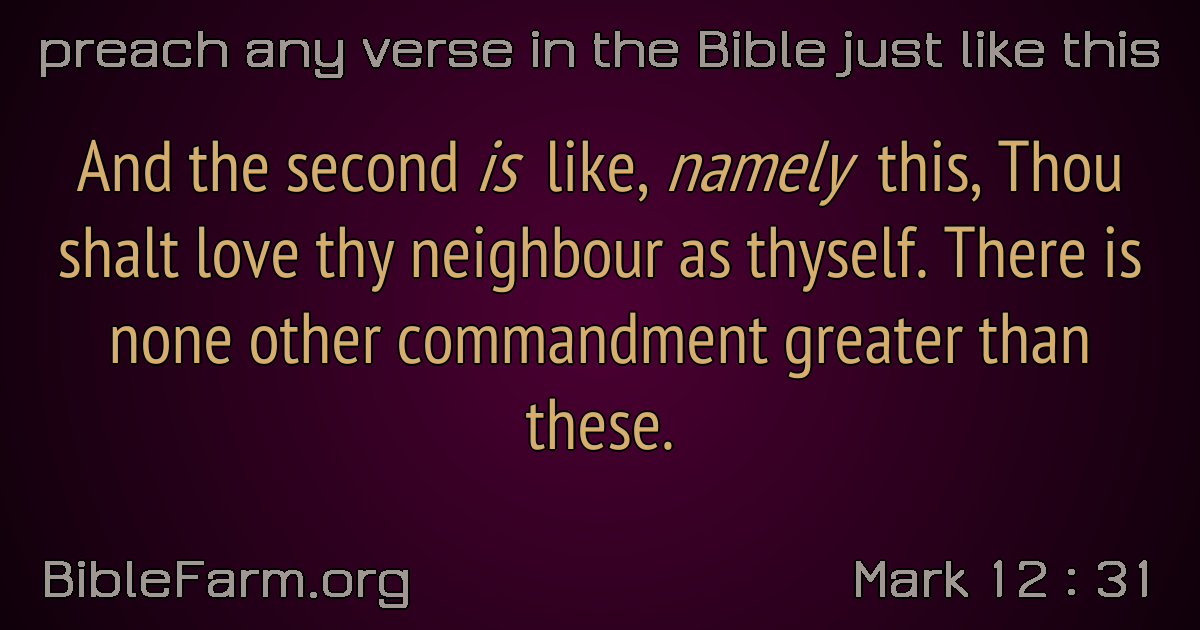 preach any verse in the Bible just like this
And the second is like, namely this, Thou
shalt love thy neighbour as thyself. There is
none other commandment greater than
these.
BibleFarm.org
Mark 12 : 31